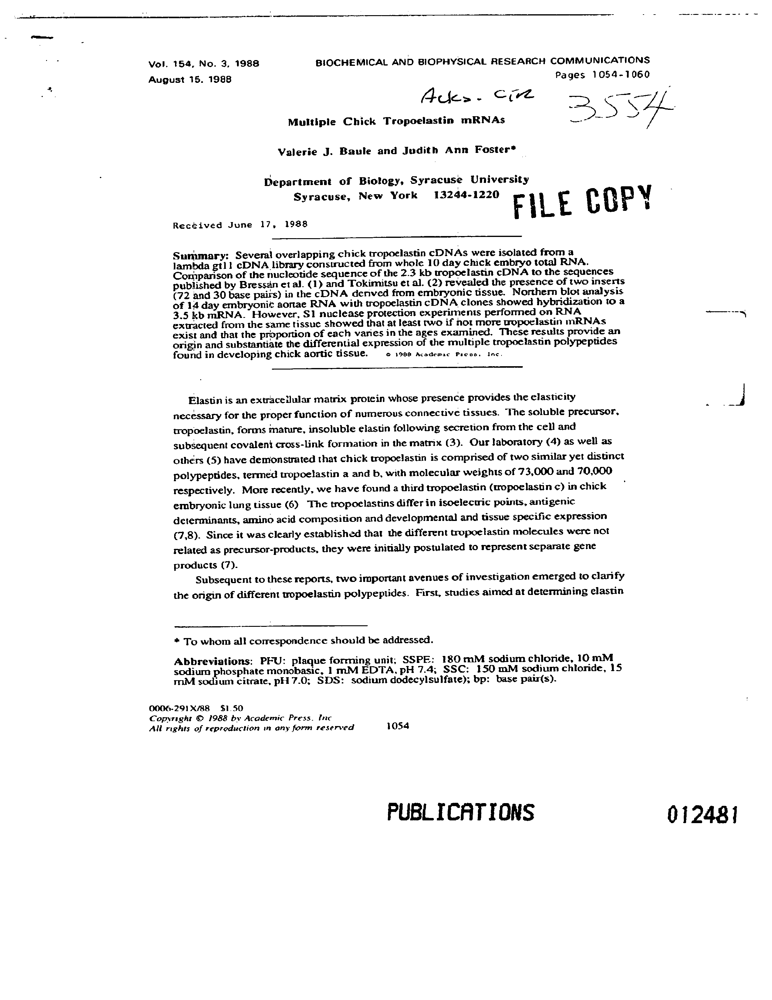 Vol. 154, No. 3, 1988 BIOCHEMICAL AND BIOPHYSICAL RESEARCH COMMUNICATIONS
August 15, 1988 Pages 1054-1060
Acks. Cir
3554
Multiple Chick Tropoelastin mRNAs
Valerie J. Baule and Judith Ann Foster*
Department of Biology, Syracuse University
Syracuse, New York 13244-1220
FILE COPY
Received June 17, 1988
Summary: Several overlapping chick tropoelastin cDNAs were isolated from a
lambda gt11 cDNA library constructed from whole 10 day chick embryo total RNA.
Comparison of the nucleotide sequence of the 2.3 kb tropoelastin cDNA to the sequences
published by Bressan et al. (1) and Tokimitsu et al. (2) revealed the presence of two inserts
(72 and 30 base pairs) in the cDNA derived from embryonic tissue. Northern blot analysis
of 14 day embryonic aortae RNA with tropoelastin cDNA clones showed hybridization to a
3.5 kb mRNA. However, S1 nuclease protection experiments performed on RNA
extracted from the same tissue showed that at least two if not more tropoelastin mRNAs
exist and that the proportion of each varies in the ages examined. These results provide an
origin and substantiate the differential expression of the multiple tropoelastin polypeptides
found in developing chick aortic tissue. © 1988 Academic Press, Inc.
Elastin is an extracellular matrix protein whose presence provides the elasticity
necessary for the proper function of numerous connective tissues. The soluble precursor,
tropoelastin, forms mature, insoluble elastin following secretion from the cell and
subsequent covalent cross-link formation in the matrix (3). Our laboratory (4) as well as
others (5) have demonstrated that chick tropoelastin is comprised of two similar yet distinct
polypeptides, termed tropoelastin a and b, with molecular weights of 73,000 and 70,000
respectively. More recently, we have found a third tropoelastin (tropoelastin c) in chick
embryonic lung tissue (6) The tropoelastins differ in isoelectric points, antigenic
determinants, amino acid composition and developmental and tissue specific expression
(7,8). Since it was clearly established that the different tropoelastin molecules were not
related as precursor-products, they were initially postulated to represent separate gene
products (7).
Subsequent to these reports, two important avenues of investigation emerged to clarify
the origin of different tropoelastin polypeptides. First, studies aimed at determining elastin
* To whom all correspondence should be addressed.
Abbreviations: PFU: plaque forming unit; SSPE: 180 mM sodium chloride, 10 mM
sodium phosphate monobasic, 1 mM EDTA, pH 7.4; SSC: 150 mM sodium chloride, 15
mM sodium citrate, pH 7.0; SDS: sodium dodecylsulfate); bp: base pair(s).
0006-291X/88 $1.50
Copyright © 1988 by Academic Press, Inc
All rights of reproduction in any form reserved 1054
PUBLICATIONS 012481